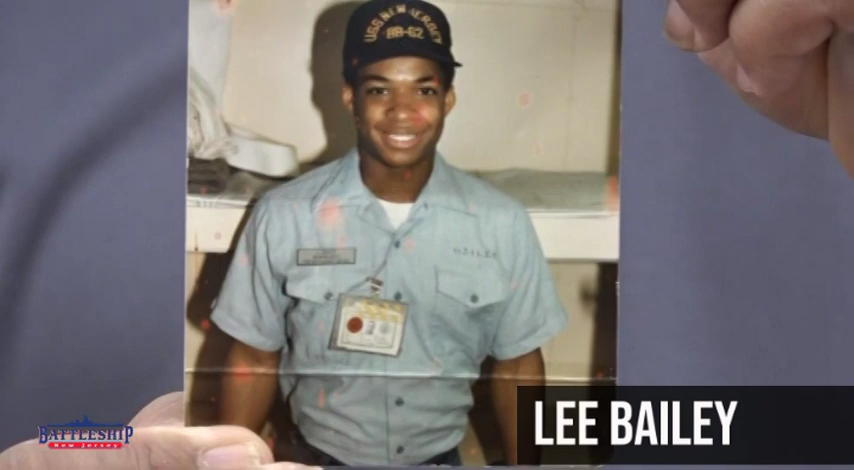 USS NEW JERSEY
BB-62
BAILEY
BATTLESHIP
New Jersey
LEE BAILEY